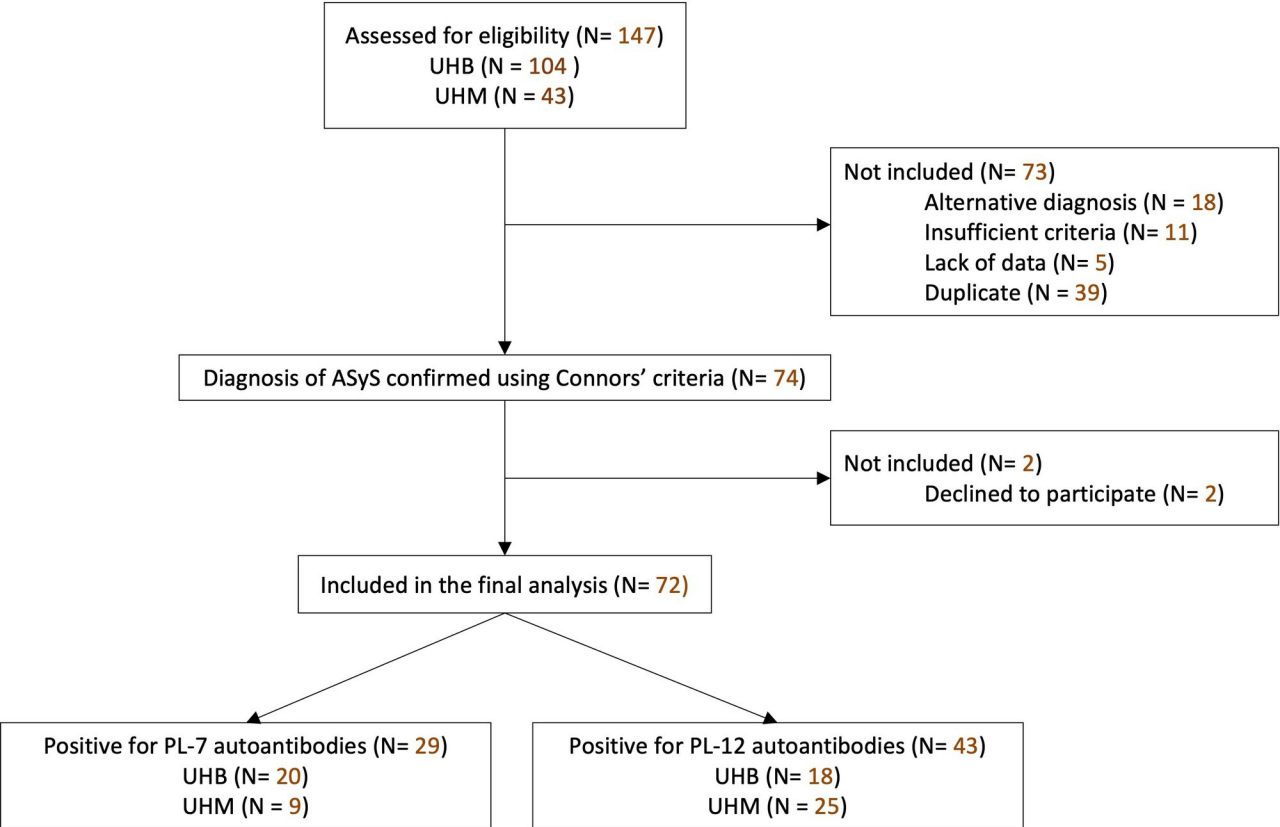 Assessed for eligibility (N= 147)
UHB (N = 104 )
UHM (N = 43)
Not included (N= 73)
Alternative diagnosis (N = 18)
Insufficient criteria (N= 11)
Lack of data (N= 5)
Duplicate (N = 39)
Diagnosis of ASyS confirmed using Connors’ criteria (N= 74)
Not included (N= 2)
Declined to participate (N= 2)
Included in the final analysis (N= 72)
Positive for PL-7 autoantibodies (N= 29)
UHB (N= 20)
UHM (N = 9)
Positive for PL-12 autoantibodies (N= 43)
UHB (N= 18)
UHM (N = 25)